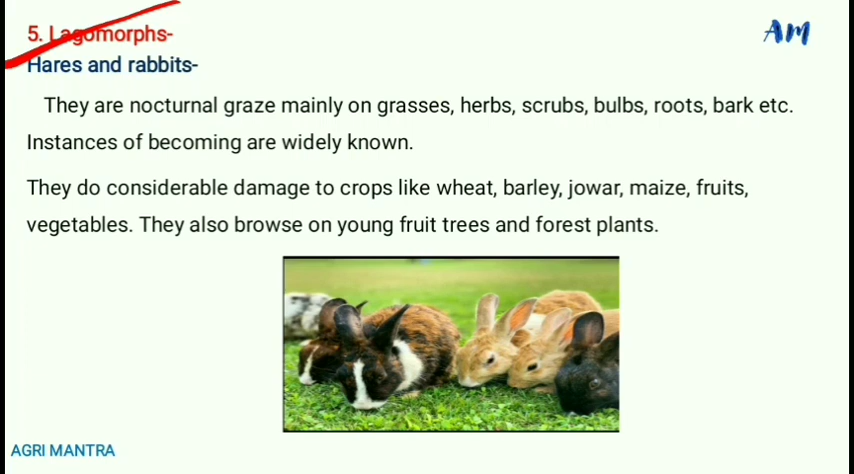 5. Lagomorphs-
AM
Hares and rabbits-
They are nocturnal graze mainly on grasses, herbs, scrubs, bulbs, roots, bark etc.
Instances of becoming are widely known.
They do considerable damage to crops like wheat, barley, jowar, maize, fruits,
vegetables. They also browse on young fruit trees and forest plants.
AGRI MANTRA